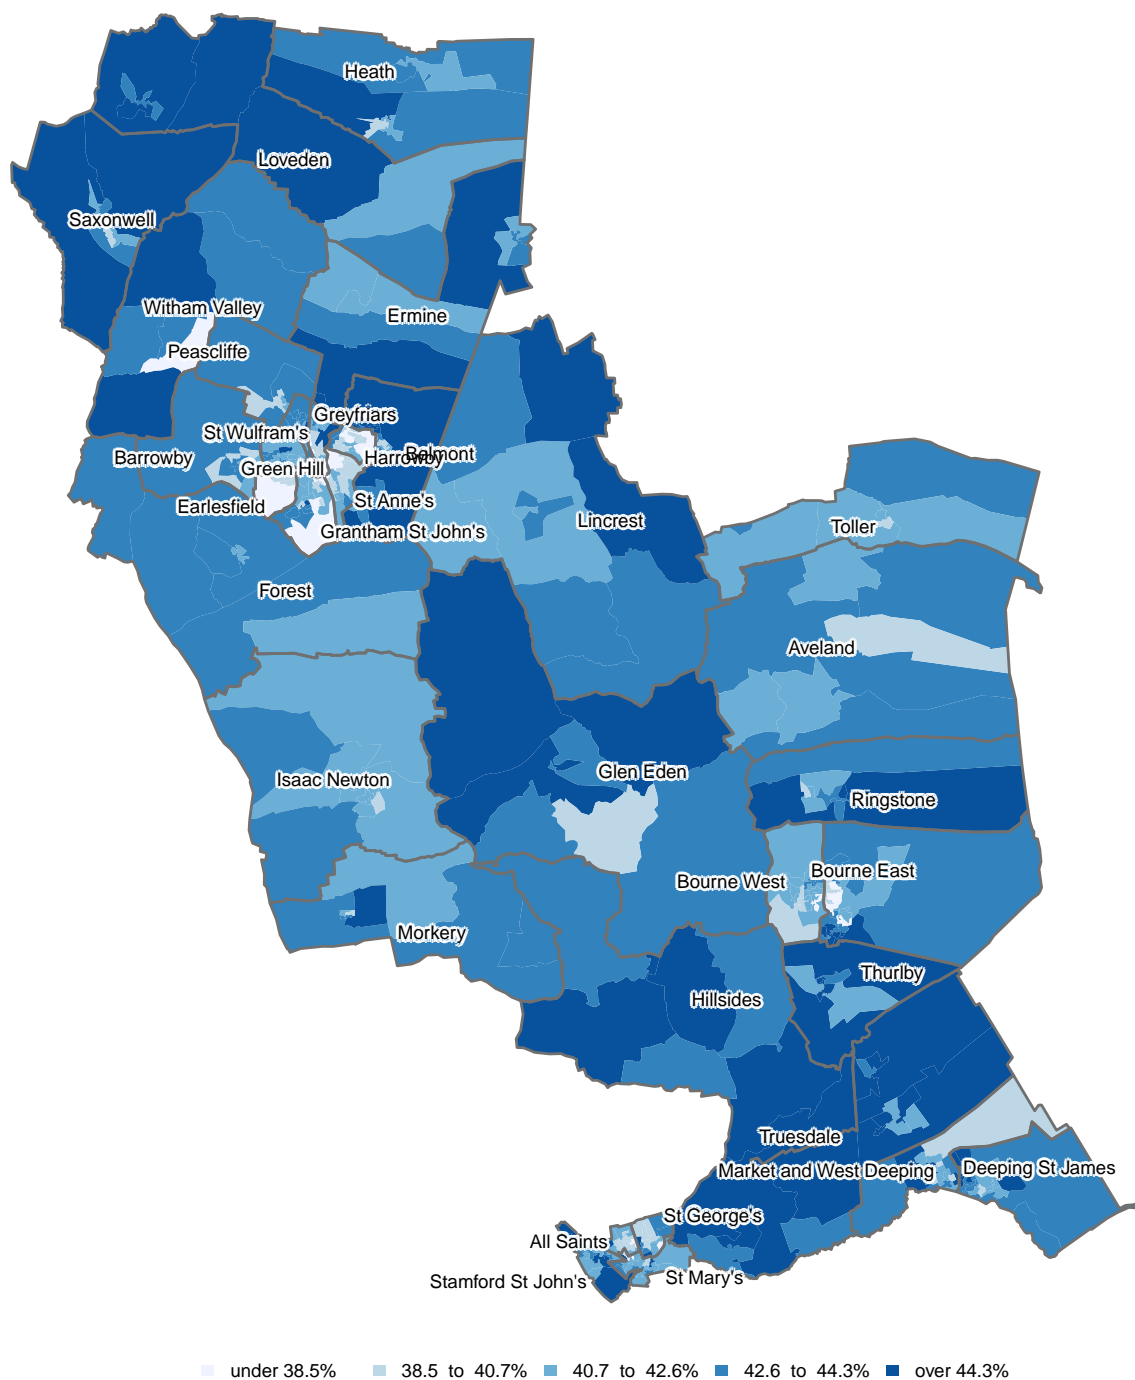 Heath
Loveden
Saxonwell
Witham Valley
Ermine
Peascliffe
Greyfriars
St Wulfram's
Barrowby
Harrowby
Belmont
Green Hill
St Anne's
Earlesfield
Lincrest
Toller
Grantham St John's
Forest
Aveland
Glen Eden
Isaac Newton
Ringstone
Bourne West
Bourne East
Morkery
Thurlby
Hillsides
Truesdale
Market and West Deeping
Deeping St James
St George's
All Saints
Stamford St John's
St Mary's
under 38.5% 38.5 to 40.7% 40.7 to 42.6% 42.6 to 44.3% over 44.3%